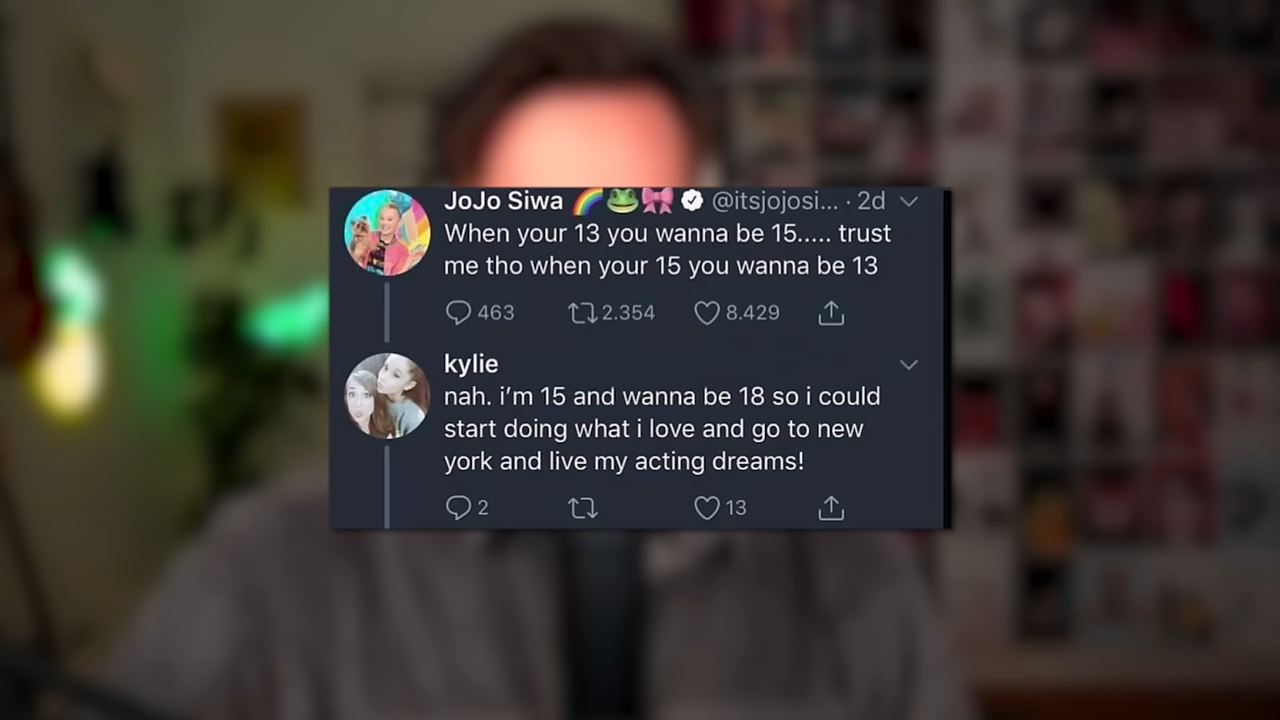 JoJo Siwa 🌈🐸🎀 @itsjojosi... · 2d
When your 13 you wanna be 15..... trust
me tho when your 15 you wanna be 13
463 2.354 8.429
kylie
nah. i’m 15 and wanna be 18 so i could
start doing what i love and go to new
york and live my acting dreams!
2 13